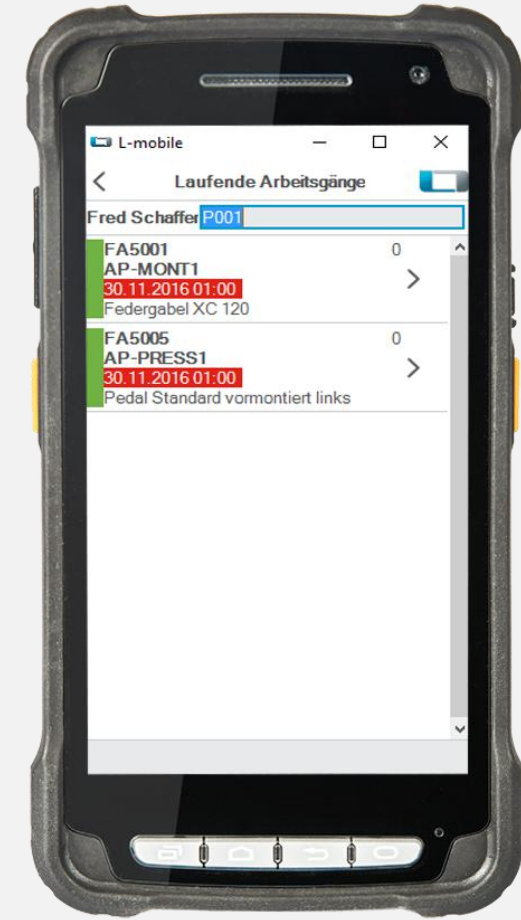 L-mobile
Laufende Arbeitsgänge
Fred Schaffer P001
FA5001 0
AP-MONT1
30.11.2016 01:00
Federgabel XC 120
FA5005 0
AP-PRESS1
30.11.2016 01:00
Pedal Standard vormontiert links